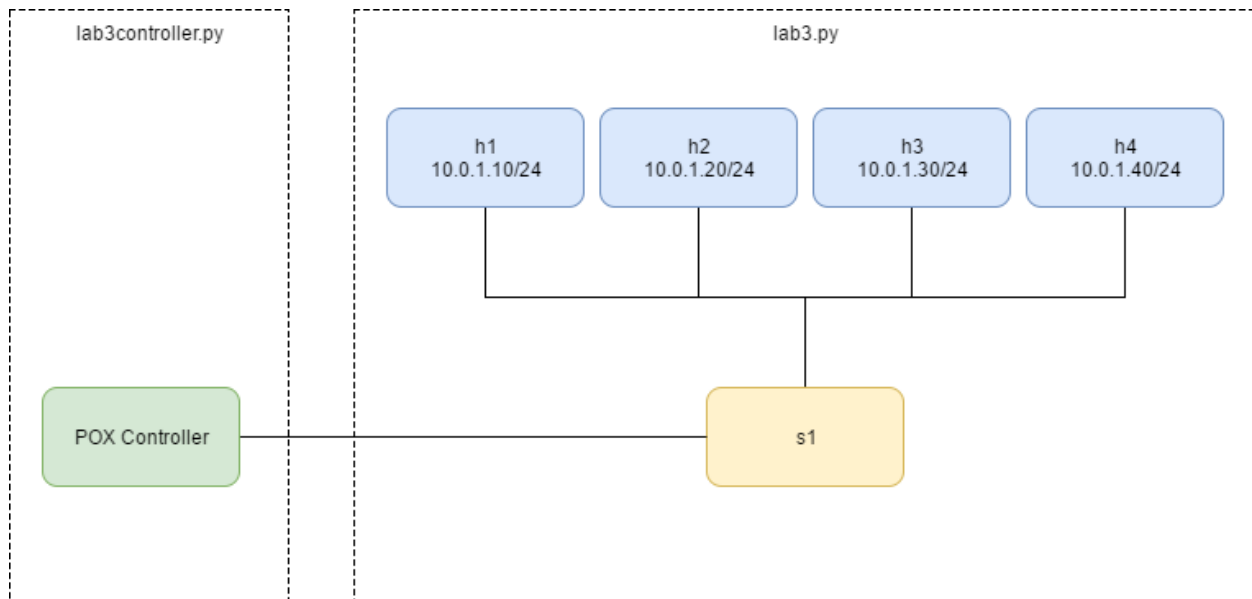 lab3controller.py
lab3.py
h1
10.0.1.10/24
h2
10.0.1.20/24
h3
10.0.1.30/24
h4
10.0.1.40/24
POX Controller
s1